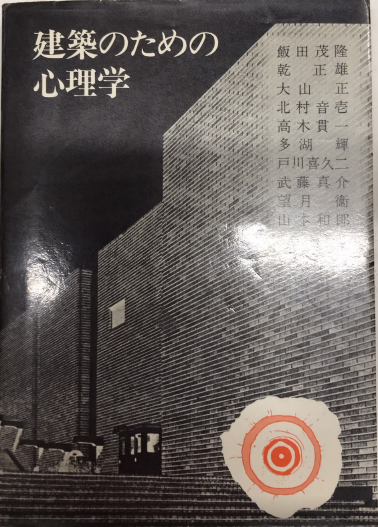 建築のための
心理学
飯田茂隆
乾正雄
大山正
北村音壱
高木貫一
多湖輝
戸川喜久二
武藤真介
望月衛
山本和郎